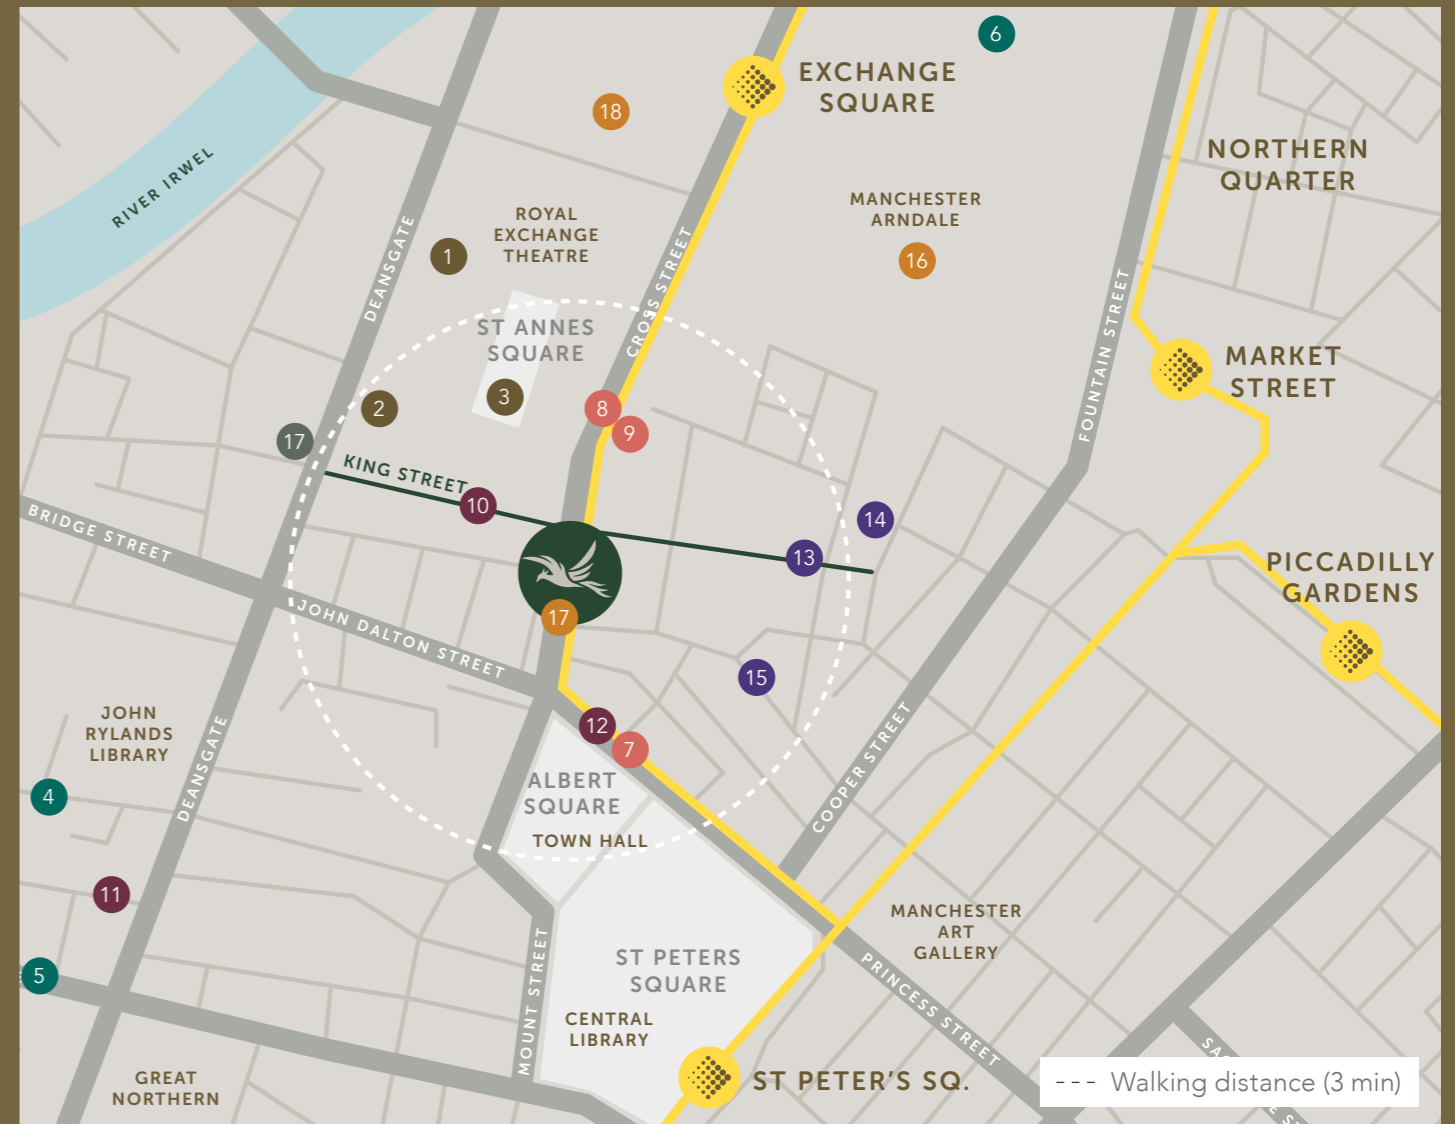 6
EXCHANGE
SQUARE
18
NORTHERN
QUARTER
RIVER IRWEL
MANCHESTER
ARNDALE
16
ROYAL
EXCHANGE
THEATRE
1
DEANSGATE
CROSS STREET
FOUNTAIN STREET
ST ANNES
SQUARE
3
2
MARKET
STREET
8
9
17
KING STREET
10
14
13
BRIDGE STREET
PICCADILLY
GARDENS
17
JOHN DALTON STREET
15
12
7
JOHN
RYLANDS
LIBRARY
DEANSGATE
4
ALBERT
SQUARE
TOWN HALL
COOPER STREET
11
MANCHESTER
ART
GALLERY
5
ST PETERS
SQUARE
CENTRAL
LIBRARY
MOUNT STREET
PRINCESS STREET
GREAT
NORTHERN
ST PETER'S SQ.
--- Walking distance (3 min)